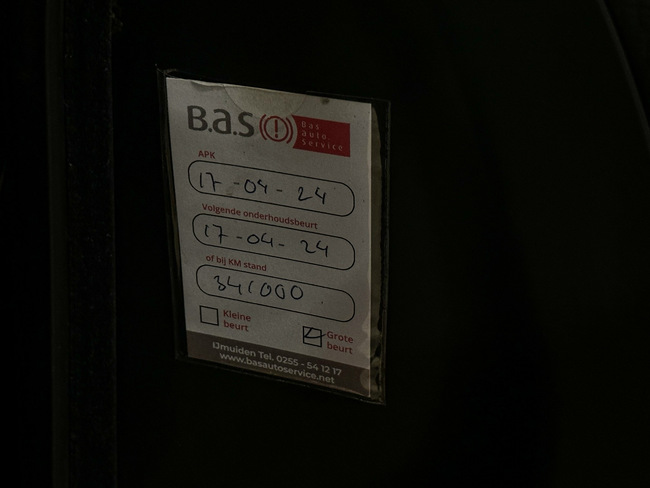 B.a.S
Bas
auto.
Service
APK
17-04-24
Volgende onderhoudsbeurt
17-04-24
of bij KM stand
341000
Kleine
beurt
Grote
beurt
IJmuiden Tel. 0255 - 54 12 17
www.basautoservice.net